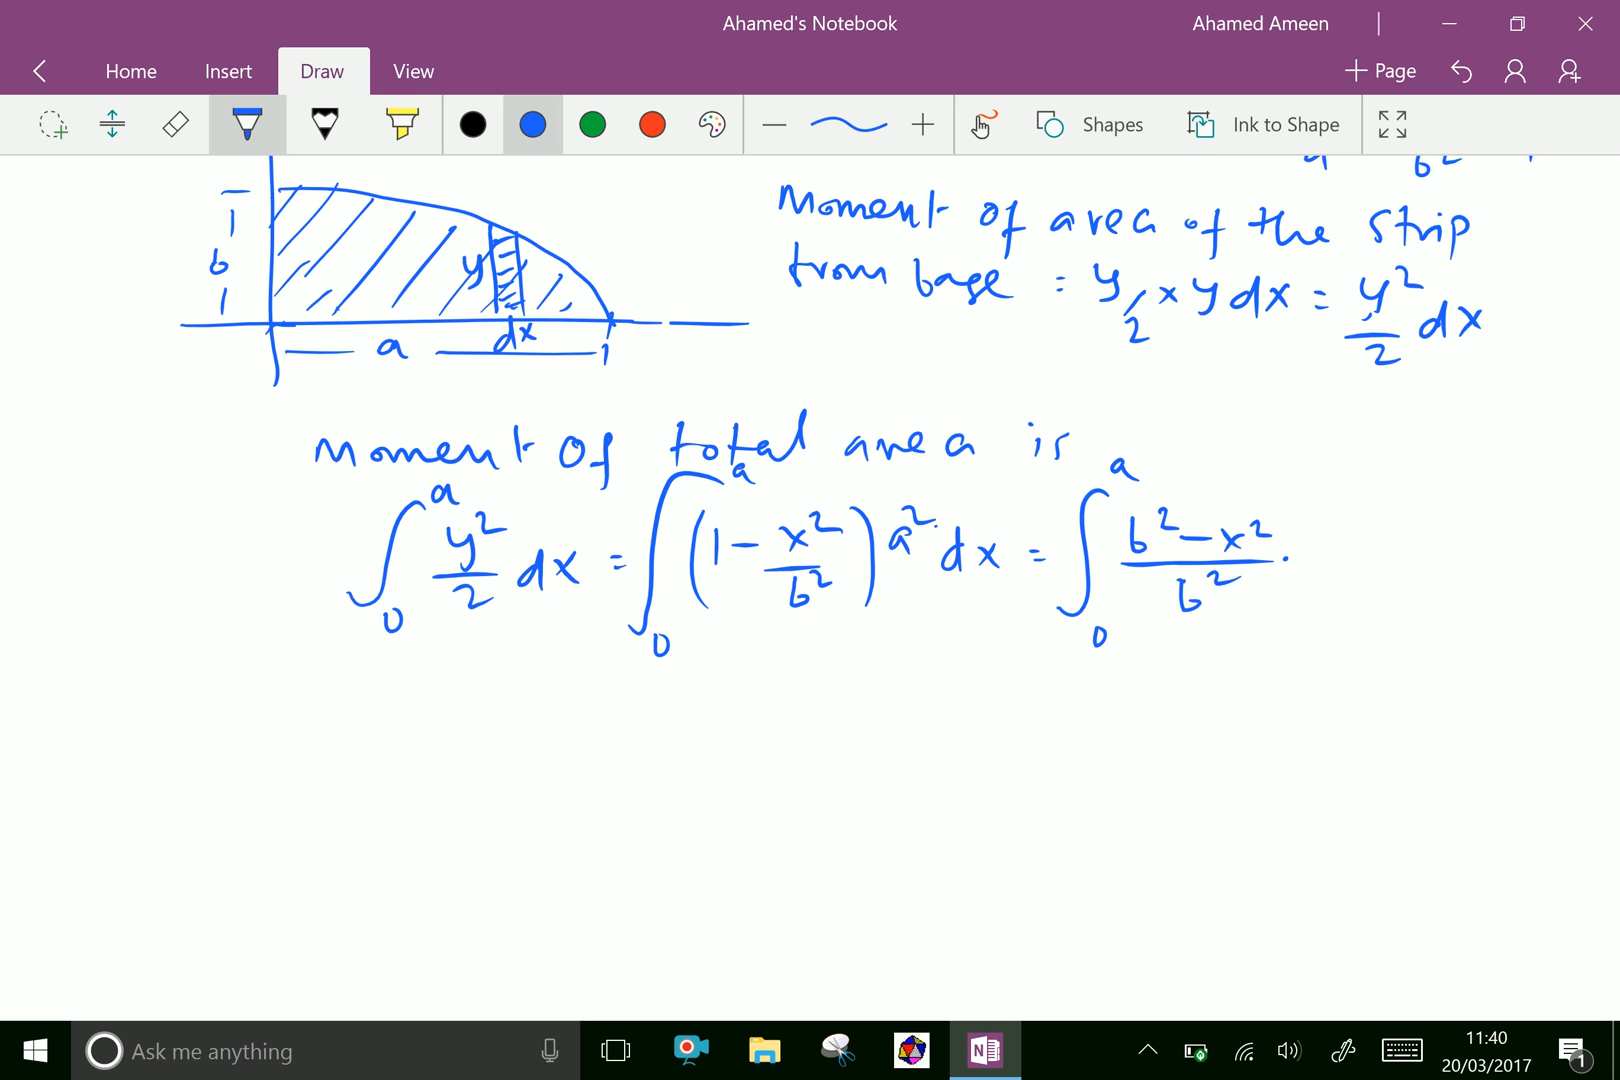 Ahamed's Notebook
Ahamed Ameen
Home Insert Draw View
Page
Shapes
Ink to Shape
b
y
dx
a
Moment of area of the strip
from base = y/2 × y dx = y²/2 dx
Moment of total area is
∫₀ᵃ y²/2 dx = ∫₀ᵃ (1 - x²/b²) a² dx = ∫₀ᵃ b² - x²/b² .
Ask me anything
11:40
20/03/2017
1